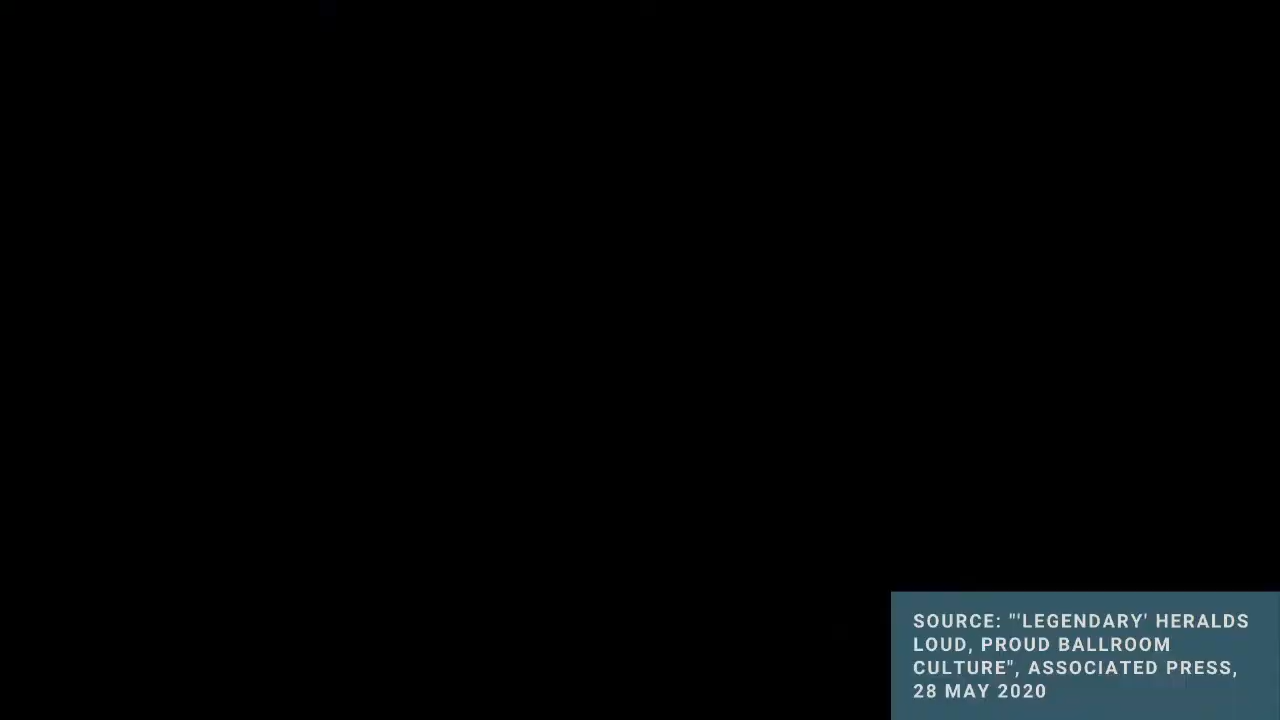 SOURCE: "'LEGENDARY' HERALDS
LOUD, PROUD BALLROOM
CULTURE", ASSOCIATED PRESS,
28 MAY 2020